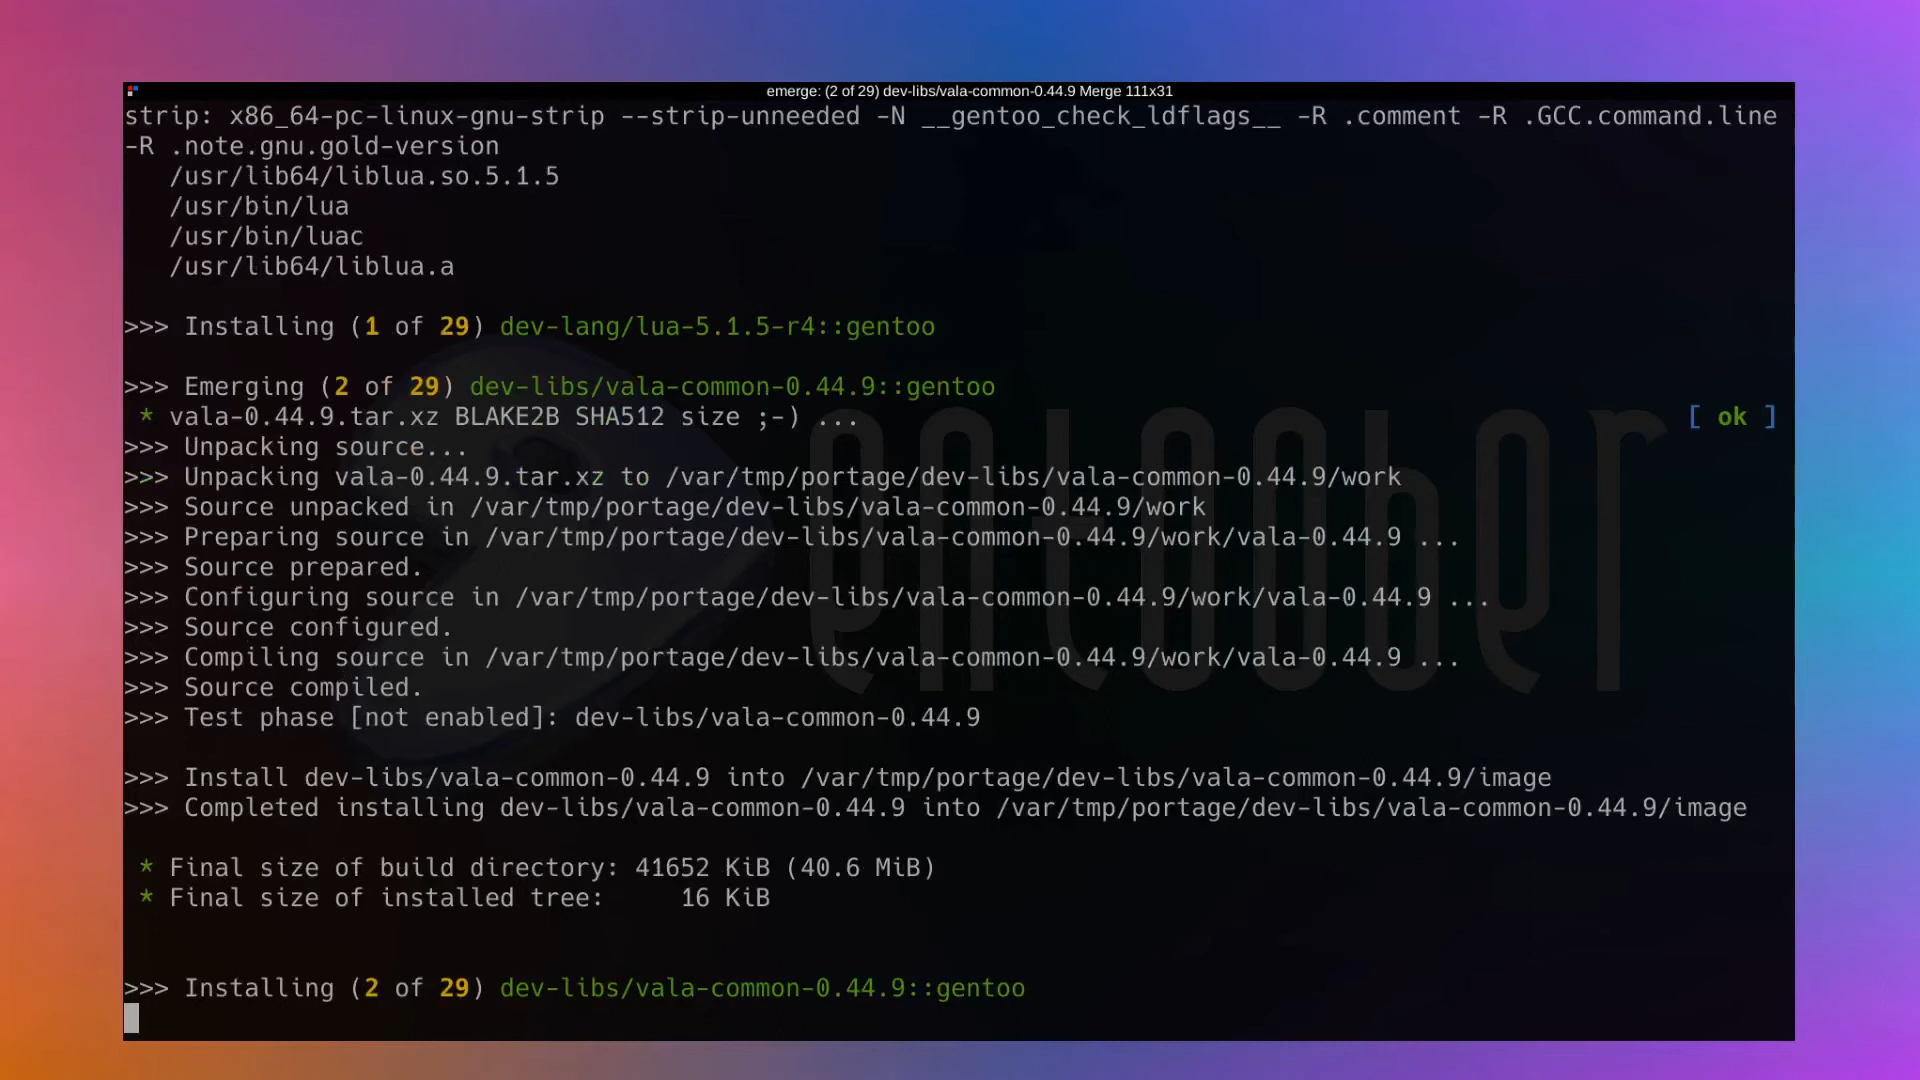 emerge: (2 of 29) dev-libs/vala-common-0.44.9 Merge 111x31
strip: x86_64-pc-linux-gnu-strip --strip-unneeded -N __gentoo_check_ldflags__ -R .comment -R .GCC.command.line
-R .note.gnu.gold-version
/usr/lib64/liblua.so.5.1.5
/usr/bin/lua
/usr/bin/luac
/usr/lib64/liblua.a
>>> Installing (1 of 29) dev-lang/lua-5.1.5-r4::gentoo
>>> Emerging (2 of 29) dev-libs/vala-common-0.44.9::gentoo
* vala-0.44.9.tar.xz BLAKE2B SHA512 size ;-) ... [ ok ]
>>> Unpacking source...
>>> Unpacking vala-0.44.9.tar.xz to /var/tmp/portage/dev-libs/vala-common-0.44.9/work
>>> Source unpacked in /var/tmp/portage/dev-libs/vala-common-0.44.9/work
>>> Preparing source in /var/tmp/portage/dev-libs/vala-common-0.44.9/work/vala-0.44.9 ...
>>> Source prepared.
>>> Configuring source in /var/tmp/portage/dev-libs/vala-common-0.44.9/work/vala-0.44.9 ...
>>> Source configured.
>>> Compiling source in /var/tmp/portage/dev-libs/vala-common-0.44.9/work/vala-0.44.9 ...
>>> Source compiled.
>>> Test phase [not enabled]: dev-libs/vala-common-0.44.9
>>> Install dev-libs/vala-common-0.44.9 into /var/tmp/portage/dev-libs/vala-common-0.44.9/image
>>> Completed installing dev-libs/vala-common-0.44.9 into /var/tmp/portage/dev-libs/vala-common-0.44.9/image
* Final size of build directory: 41652 KiB (40.6 MiB)
* Final size of installed tree: 16 KiB
>>> Installing (2 of 29) dev-libs/vala-common-0.44.9::gentoo